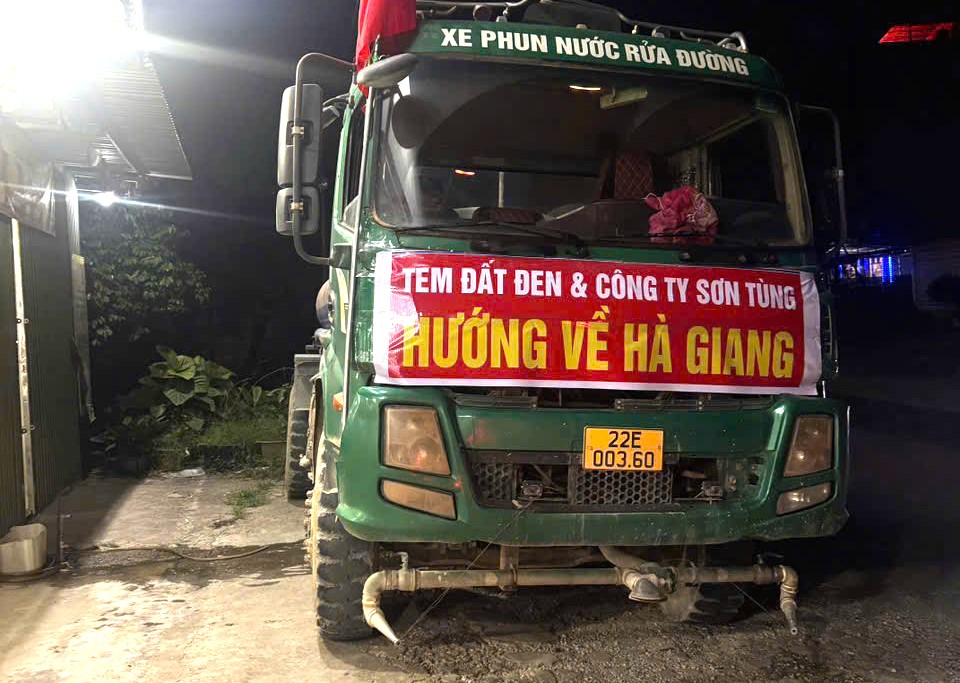 XE PHUN NƯỚC RỬA ĐƯỜNG
TEM ĐẤT ĐEN & CÔNG TY SƠN TÙNG
HƯỚNG VỀ HÀ GIANG
22E
003.60